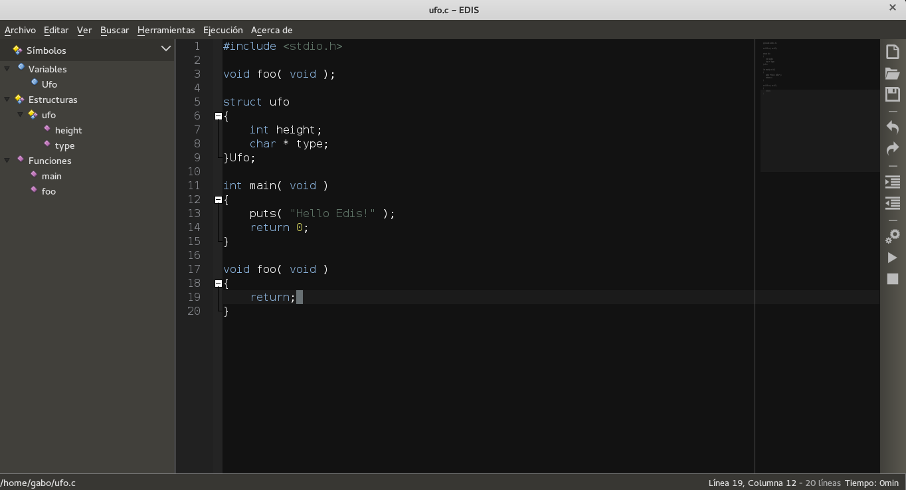 ufo.c – EDIS
Archivo Editar Ver Buscar Herramientas Ejecución Acerca de
Símbolos
Variables
Ufo
Estructuras
ufo
height
type
Funciones
main
foo
1 #include <stdio.h>
2
3 void foo( void );
4
5 struct ufo
6 {
7 int height;
8 char * type;
9 }Ufo;
10
11 int main( void )
12 {
13 puts( "Hello Edis!" );
14 return 0;
15 }
16
17 void foo( void )
18 {
19 return;
20 }
/home/gabo/ufo.c
Línea 19, Columna 12 - 20 líneas Tiempo: 0min